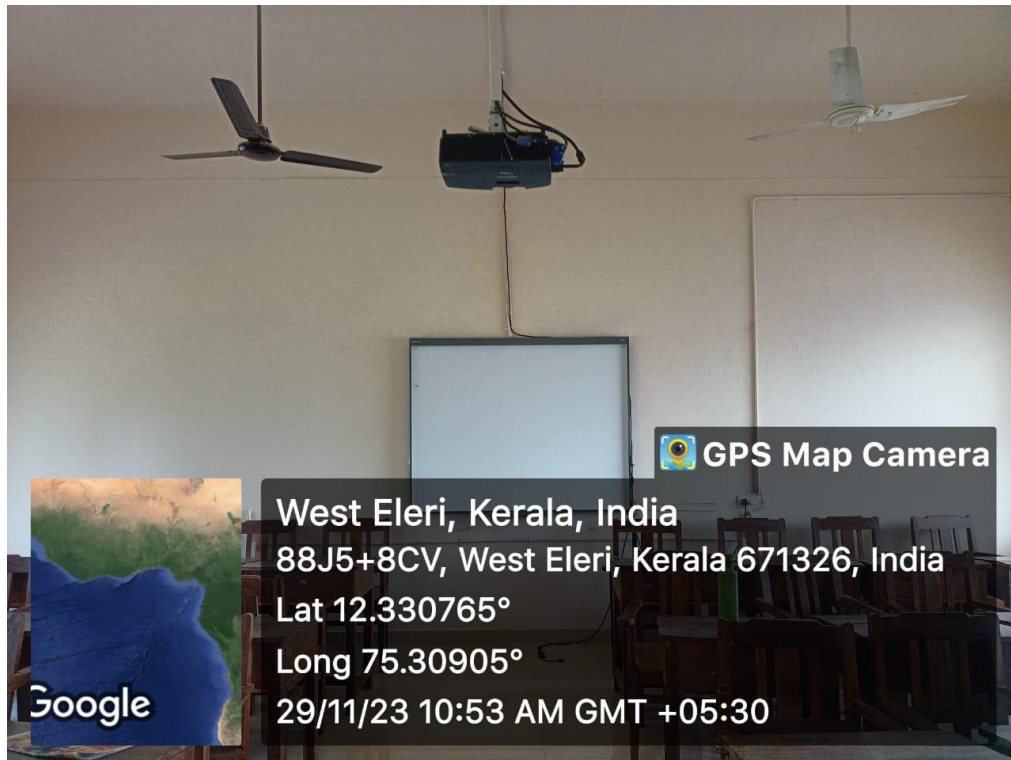 GPS Map Camera
West Eleri, Kerala, India
88J5+8CV, West Eleri, Kerala 671326, India
Lat 12.330765°
Long 75.30905°
29/11/23 10:53 AM GMT +05:30
Google